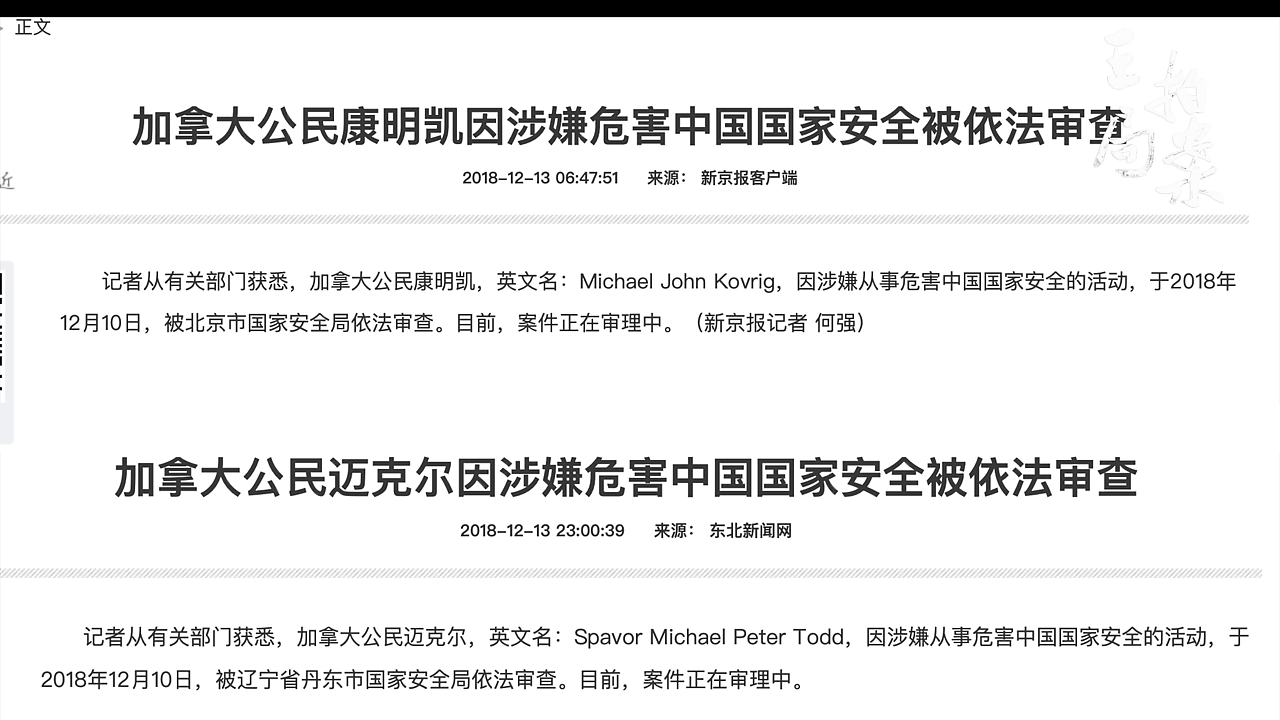 正文
加拿大公民康明凯因涉嫌危害中国国家安全被依法审查
王拍
局案
2018-12-13 06:47:51 来源： 新京报客户端
近
记者从有关部门获悉，加拿大公民康明凯，英文名：Michael John Kovrig，因涉嫌从事危害中国国家安全的活动，于2018年
12月10日，被北京市国家安全局依法审查。目前，案件正在审理中。（新京报记者 何强）
加拿大公民迈克尔因涉嫌危害中国国家安全被依法审查
2018-12-13 23:00:39 来源： 东北新闻网
记者从有关部门获悉，加拿大公民迈克尔，英文名：Spavor Michael Peter Todd，因涉嫌从事危害中国国家安全的活动，于
2018年12月10日，被辽宁省丹东市国家安全局依法审查。目前，案件正在审理中。